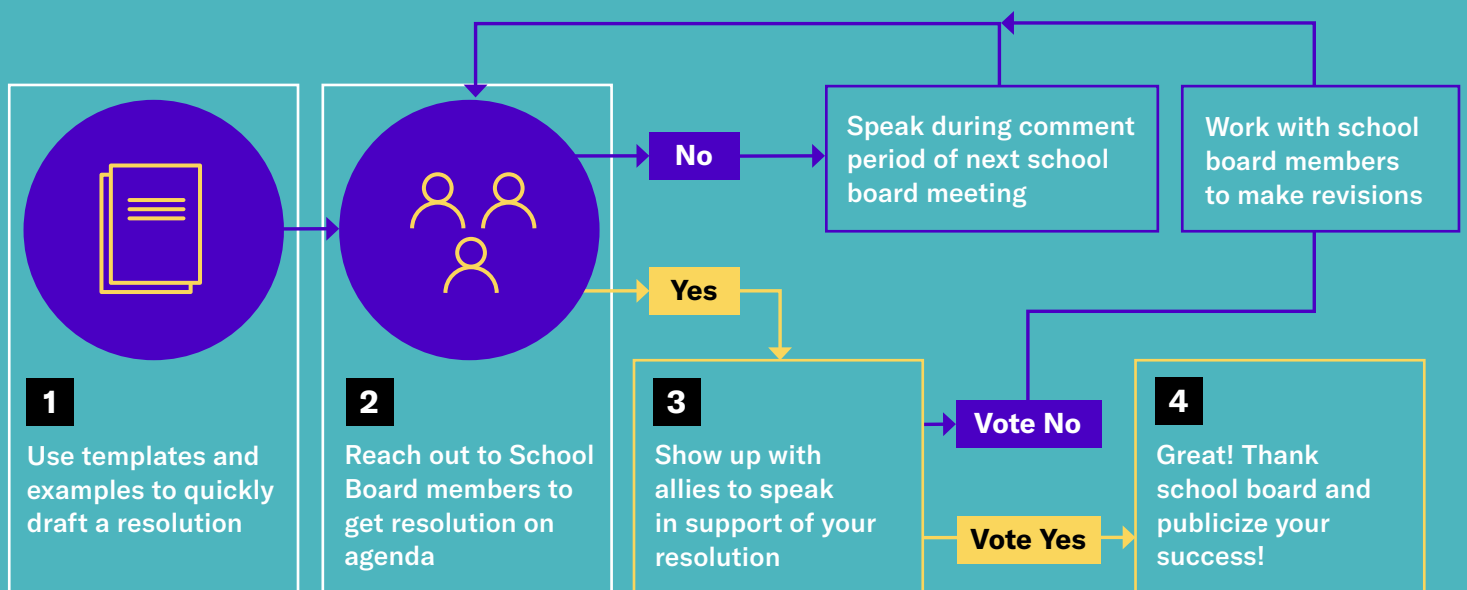 1
Use templates and
examples to quickly
draft a resolution
2
Reach out to School
Board members to
get resolution on
agenda
No
Speak during comment
period of next school
board meeting
Work with school
board members
to make revisions
Yes
3
Show up with
allies to speak
in support of your
resolution
Vote No
Vote Yes
4
Great! Thank
school board and
publicize your
success!